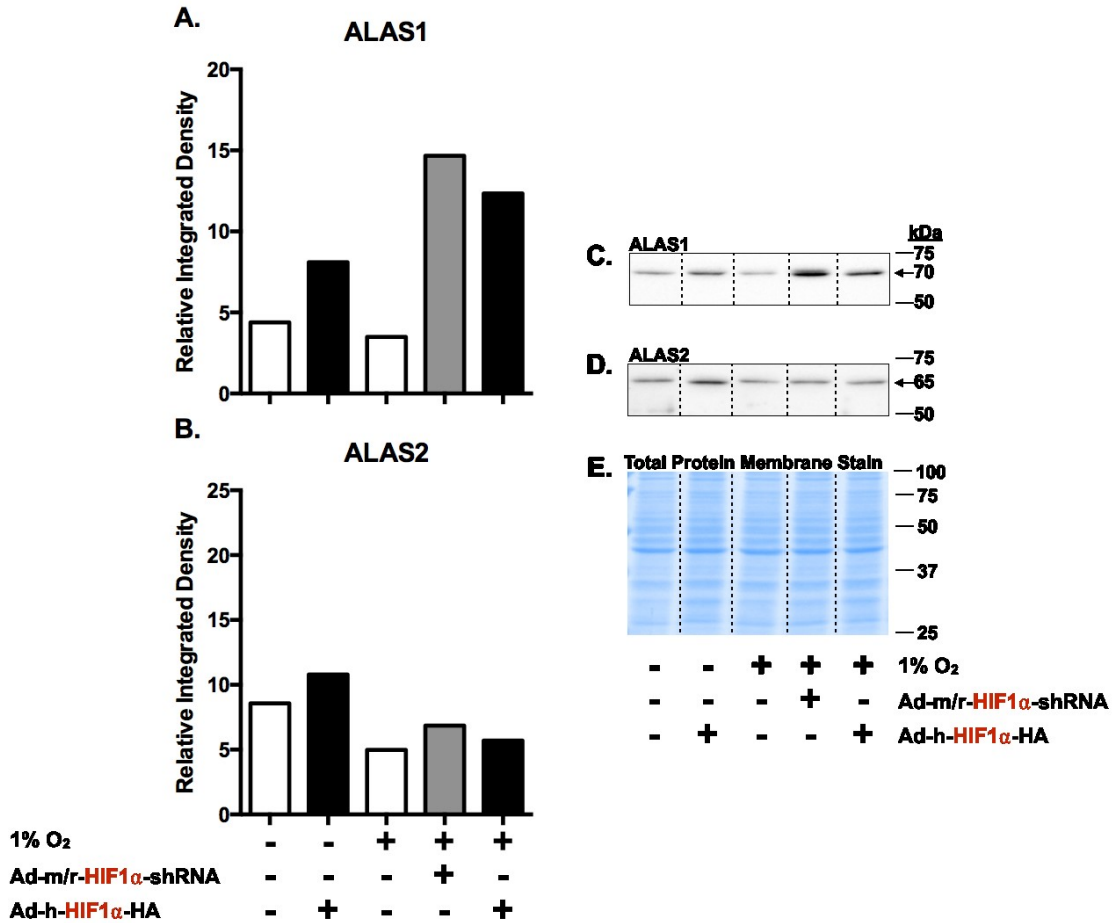 A.
ALAS1
Relative Integrated Density
20
15
10
5
0
B.
ALAS2
Relative Integrated Density
25
20
15
10
5
0
1% O₂ - - + + +
Ad-m/r-HIF1α-shRNA - - - + -
Ad-h-HIF1α-HA - + - - +
kDa
C. ALAS1
75
70
50
D. ALAS2
75
65
50
E. Total Protein Membrane Stain
100
75
50
37
25
- - + + + 1% O₂
- - - + - Ad-m/r-HIF1α-shRNA
- + - - + Ad-h-HIF1α-HA